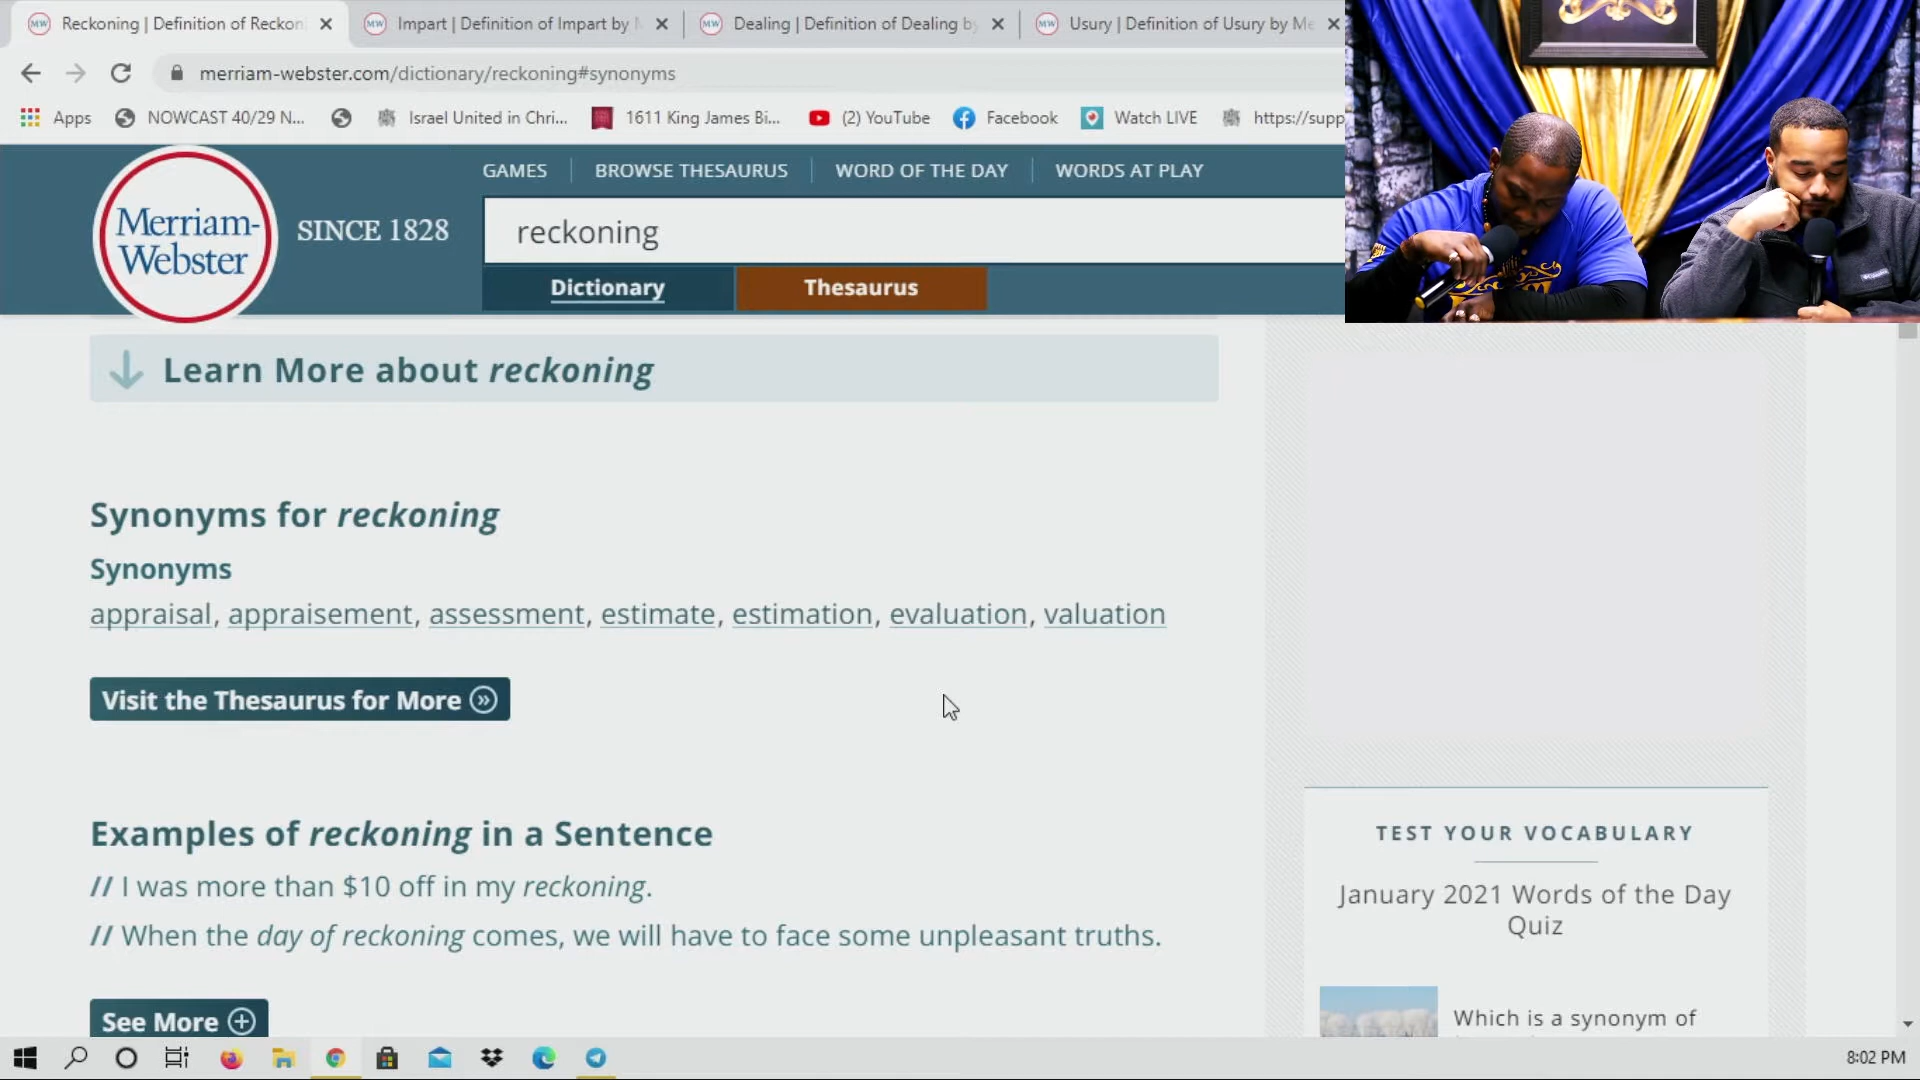 Reckoning | Definition of Reckoni
Impart | Definition of Impart by
Dealing | Definition of Dealing by
Usury | Definition of Usury by Me
merriam-webster.com/dictionary/reckoning#synonyms
Apps
NOWCAST 40/29 N...
Israel United in Chri...
1611 King James Bi...
(2) YouTube
Facebook
Watch LIVE
https://supp
Merriam-
Webster
SINCE 1828
GAMES
BROWSE THESAURUS
WORD OF THE DAY
WORDS AT PLAY
reckoning
Dictionary
Thesaurus
Learn More about reckoning
Synonyms for reckoning
Synonyms
appraisal, appraisement, assessment, estimate, estimation, evaluation, valuation
Visit the Thesaurus for More
Examples of reckoning in a Sentence
// I was more than $10 off in my reckoning.
// When the day of reckoning comes, we will have to face some unpleasant truths.
See More
TEST YOUR VOCABULARY
January 2021 Words of the Day
Quiz
Which is a synonym of
8:02 PM